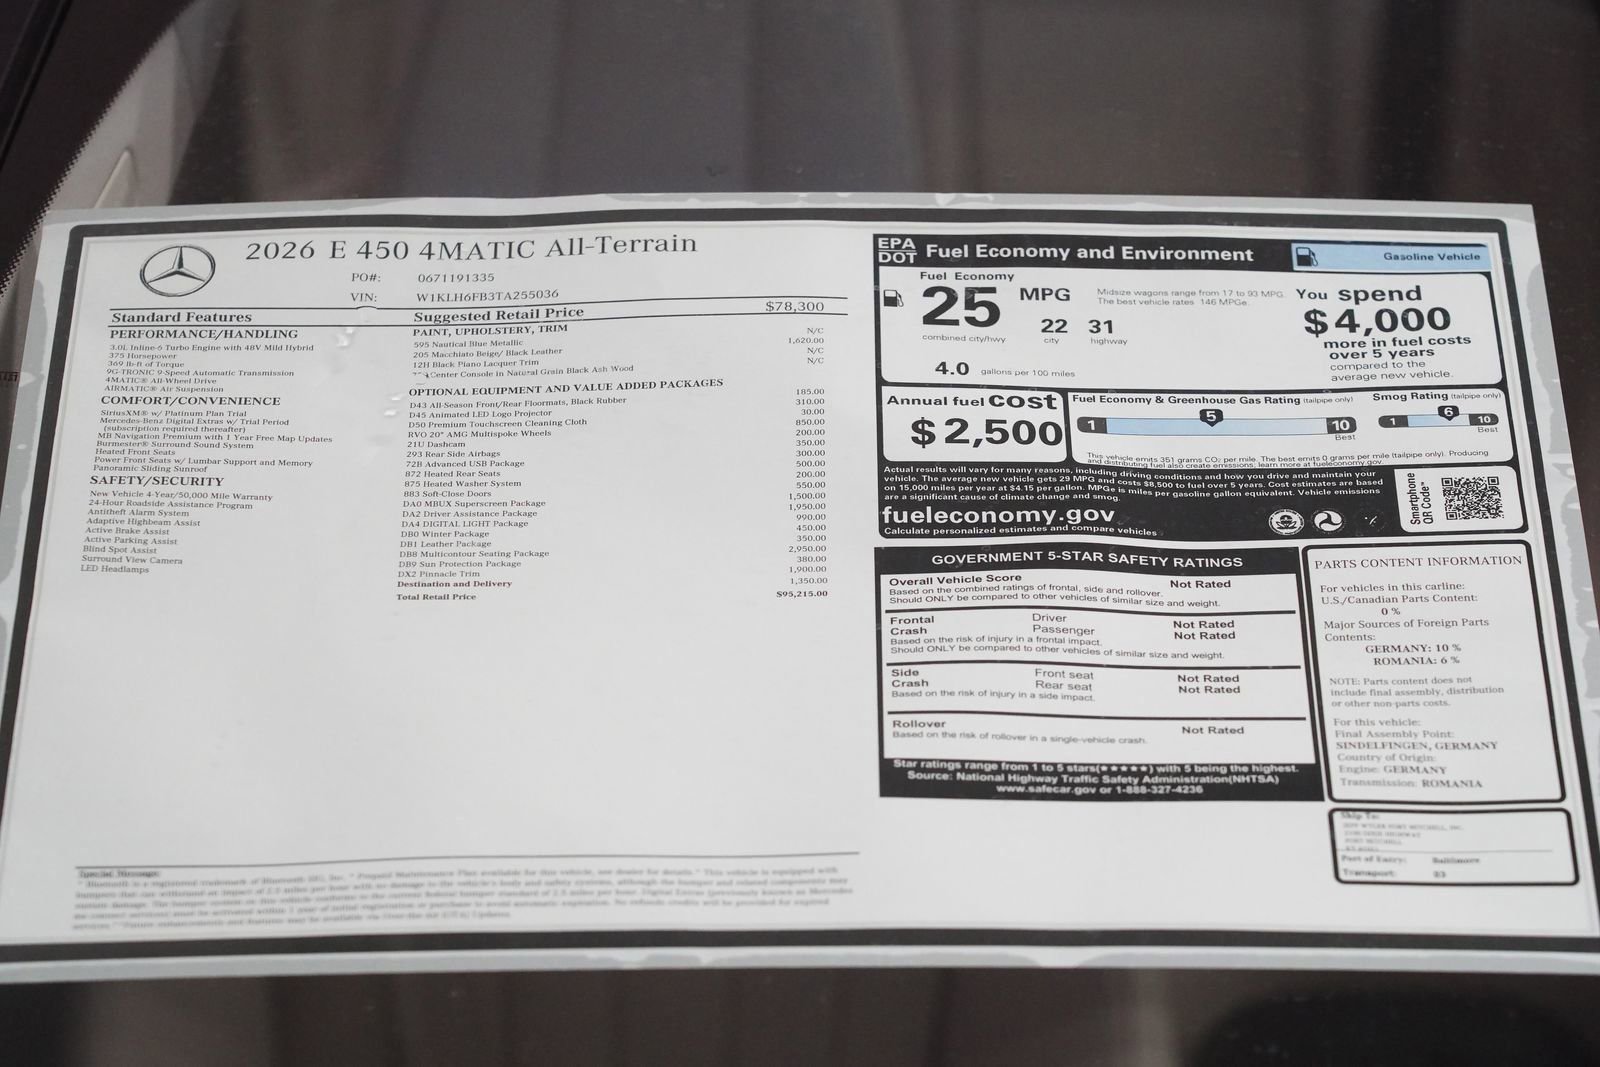 2026 E 450 4MATIC All-Terrain
PO#: 0671191335
VIN: W1KLH6FB3TA255036
Standard Features
PERFORMANCE/HANDLING
3.0L Inline-6 Turbo Engine with 48V Mild Hybrid
375 Horsepower
369 lb-ft of Torque
9G-TRONIC 9-Speed Automatic Transmission
4MATIC® All-Wheel Drive
AIRMATIC® Air Suspension
COMFORT/CONVENIENCE
SiriusXM® w/ Platinum Plan Trial
Mercedes-Benz Digital Extras w/ Trial Period
(subscription required thereafter)
MB Navigation Premium with 1 Year Free Map Updates
Burmester® Surround Sound System
Heated Front Seats
Power Front Seats w/ Lumbar Support and Memory
Panoramic Sliding Sunroof
SAFETY/SECURITY
New Vehicle 4-Year/50,000 Mile Warranty
24-Hour Roadside Assistance Program
Antitheft Alarm System
Adaptive Highbeam Assist
Active Brake Assist
Active Parking Assist
Blind Spot Assist
Surround View Camera
LED Headlamps
Suggested Retail Price $78,300
PAINT, UPHOLSTERY, TRIM
595 Nautical Blue Metallic N/C
205 Macchiato Beige/ Black Leather 1,620.00
12H Black Piano Lacquer Trim N/C
Center Console in Natural Grain Black Ash Wood N/C
OPTIONAL EQUIPMENT AND VALUE ADDED PACKAGES
D43 All-Season Front/Rear Floormats, Black Rubber 185.00
D45 Animated LED Logo Projector 310.00
D50 Premium Touchscreen Cleaning Cloth 30.00
RVO 20" AMG Multispoke Wheels 850.00
21U Dashcam 200.00
293 Rear Side Airbags 350.00
72B Advanced USB Package 300.00
872 Heated Rear Seats 500.00
875 Heated Washer System 200.00
883 Soft-Close Doors 550.00
DA0 MBUX Superscreen Package 1,500.00
DA2 Driver Assistance Package 1,950.00
DA4 DIGITAL LIGHT Package 990.00
DB0 Winter Package 450.00
DB1 Leather Package 350.00
DB8 Multicontour Seating Package 2,950.00
DB9 Sun Protection Package 380.00
DX2 Pinnacle Trim 1,900.00
Destination and Delivery 1,350.00
Total Retail Price $95,215.00
EPA
DOT
Fuel Economy and Environment
Gasoline Vehicle
Fuel Economy
25 MPG
combined city/hwy
22 city
31 highway
4.0 gallons per 100 miles
Midsize wagons range from 17 to 93 MPG.
The best vehicle rates 146 MPGe.
You spend
$4,000
more in fuel costs
over 5 years
compared to the
average new vehicle.
Annual fuel cost
$2,500
Fuel Economy & Greenhouse Gas Rating (tailpipe only)
1 5 10
Best
Smog Rating (tailpipe only)
1 6 10
Best
This vehicle emits 351 grams CO2 per mile. The best emits 0 grams per mile (tailpipe only). Producing
and distributing fuel also create emissions; learn more at fueleconomy.gov.
Actual results will vary for many reasons, including driving conditions and how you drive and maintain your
vehicle. The average new vehicle gets 29 MPG and costs $8,500 to fuel over 5 years. Cost estimates are based
on 15,000 miles per year at $4.15 per gallon. MPGe is miles per gasoline gallon equivalent. Vehicle emissions
are a significant cause of climate change and smog.
fueleconomy.gov
Calculate personalized estimates and compare vehicles
Smartphone
QR Code™
GOVERNMENT 5-STAR SAFETY RATINGS
Overall Vehicle Score Not Rated
Based on the combined ratings of frontal, side and rollover.
Should ONLY be compared to other vehicles of similar size and weight.
Frontal Driver Not Rated
Crash Passenger Not Rated
Based on the risk of injury in a frontal impact.
Should ONLY be compared to other vehicles of similar size and weight.
Side Front seat Not Rated
Crash Rear seat Not Rated
Based on the risk of injury in a side impact.
Rollover Not Rated
Based on the risk of rollover in a single-vehicle crash.
Star ratings range from 1 to 5 stars(★★★★★) with 5 being the highest.
Source: National Highway Traffic Safety Administration(NHTSA)
www.safecar.gov or 1-888-327-4236
PARTS CONTENT INFORMATION
For vehicles in this carline:
U.S./Canadian Parts Content:
0 %
Major Sources of Foreign Parts
Contents:
GERMANY: 10 %
ROMANIA: 6 %
NOTE: Parts content does not
include final assembly, distribution
or other non-parts costs.
For this vehicle:
Final Assembly Point:
SINDELFINGEN, GERMANY
Country of Origin:
Engine: GERMANY
Transmission: ROMANIA
Ship To:
Port of Entry: Baltimore
Transport: 03
Special Message: